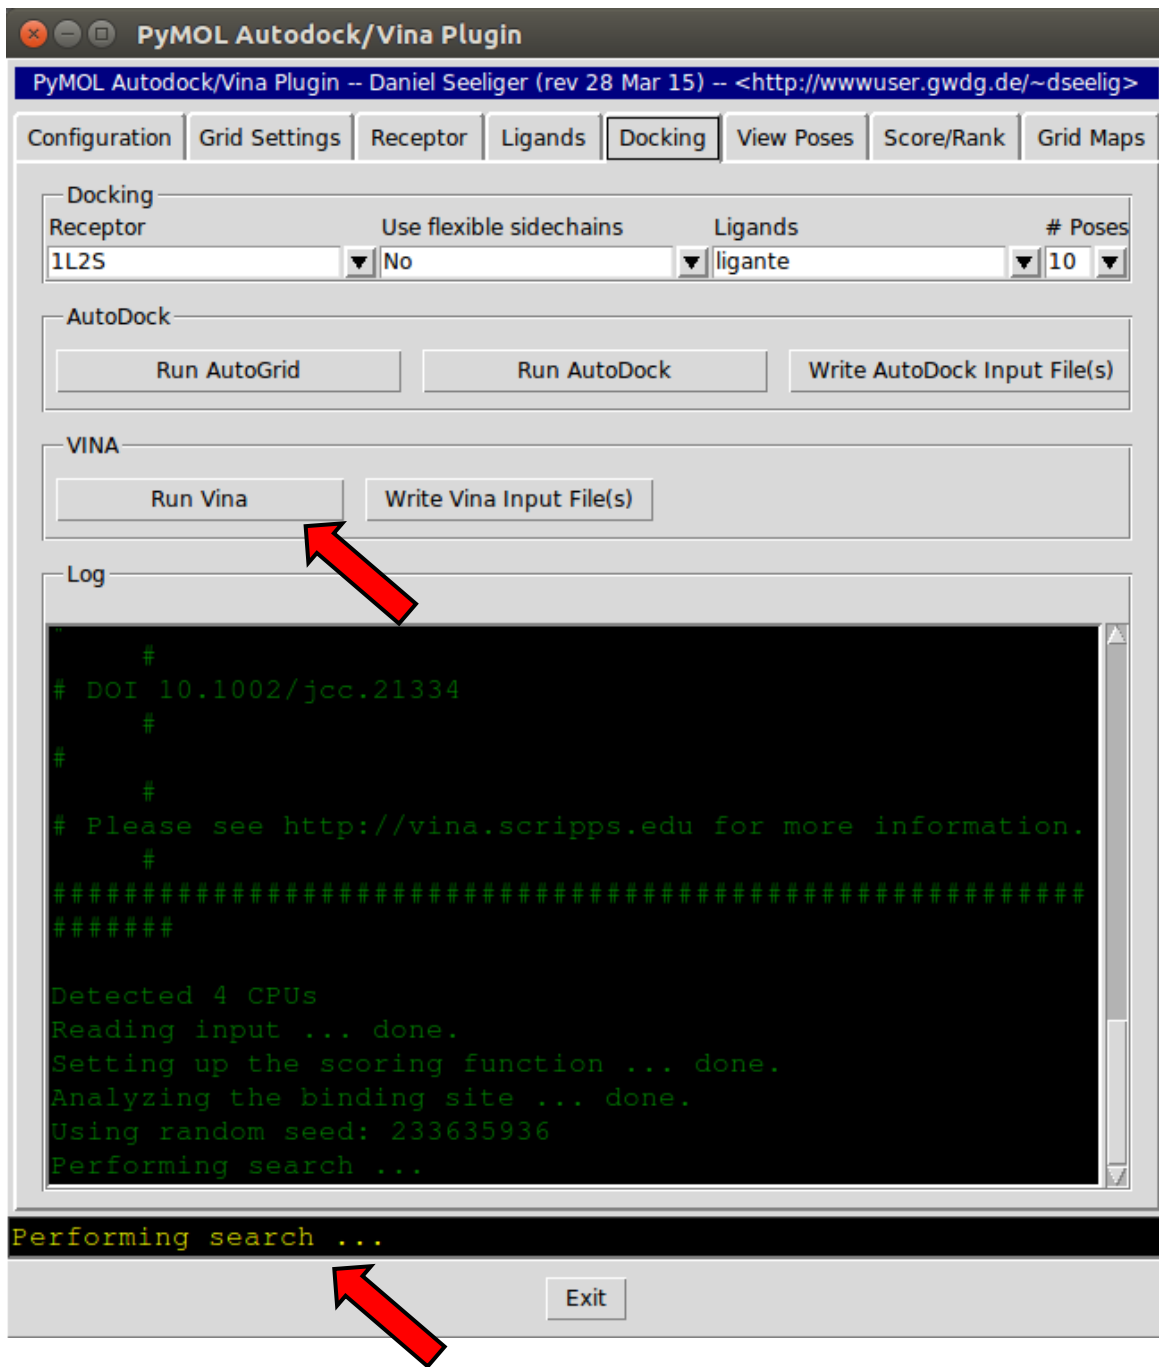 PyMOL Autodock/Vina Plugin
PyMOL Autodock/Vina Plugin -- Daniel Seeliger (rev 28 Mar 15) -- <http://wwwuser.gwdg.de/~dseelig>
Configuration Grid Settings Receptor Ligands Docking View Poses Score/Rank Grid Maps
Docking
Receptor Use flexible sidechains Ligands # Poses
1L2S No ligante 10
AutoDock
Run AutoGrid Run AutoDock Write AutoDock Input File(s)
VINA
Run Vina Write Vina Input File(s)
Log
#
# DOI 10.1002/jcc.21334
#
#
#
# Please see http://vina.scripps.edu for more information.
#
##########################################################
#######
Detected 4 CPUs
Reading input ... done.
Setting up the scoring function ... done.
Analyzing the binding site ... done.
Using random seed: 233635936
Performing search ...
Performing search ...
Exit